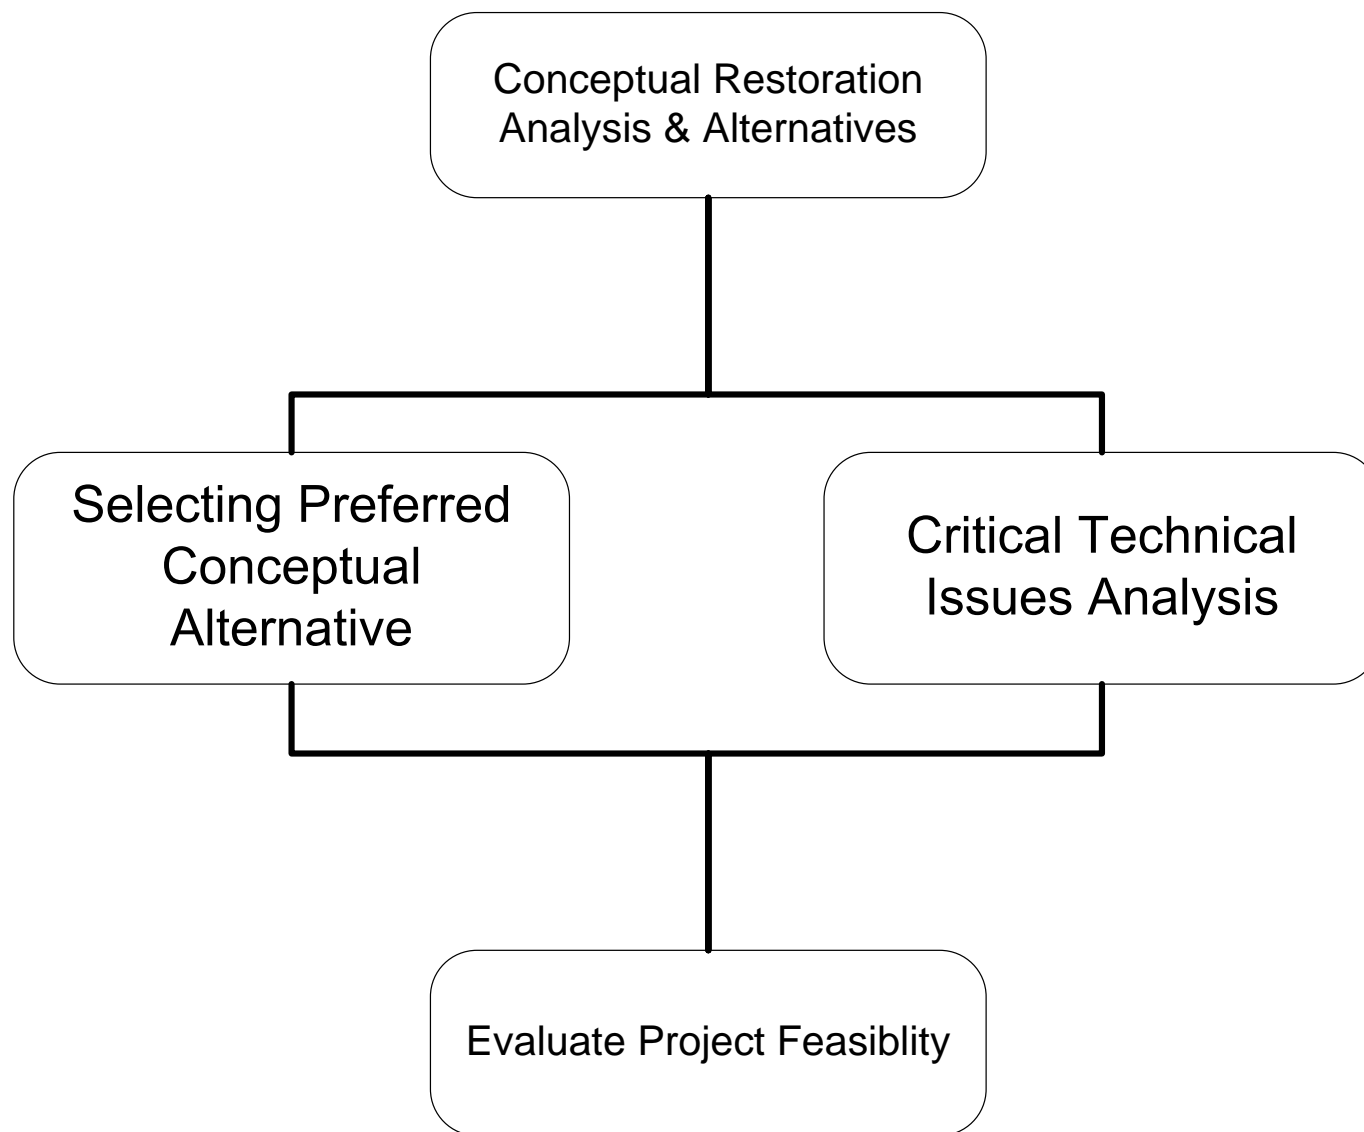 Conceptual Restoration
Analysis & Alternatives
Selecting Preferred
Conceptual
Alternative
Critical Technical
Issues Analysis
Evaluate Project Feasiblity